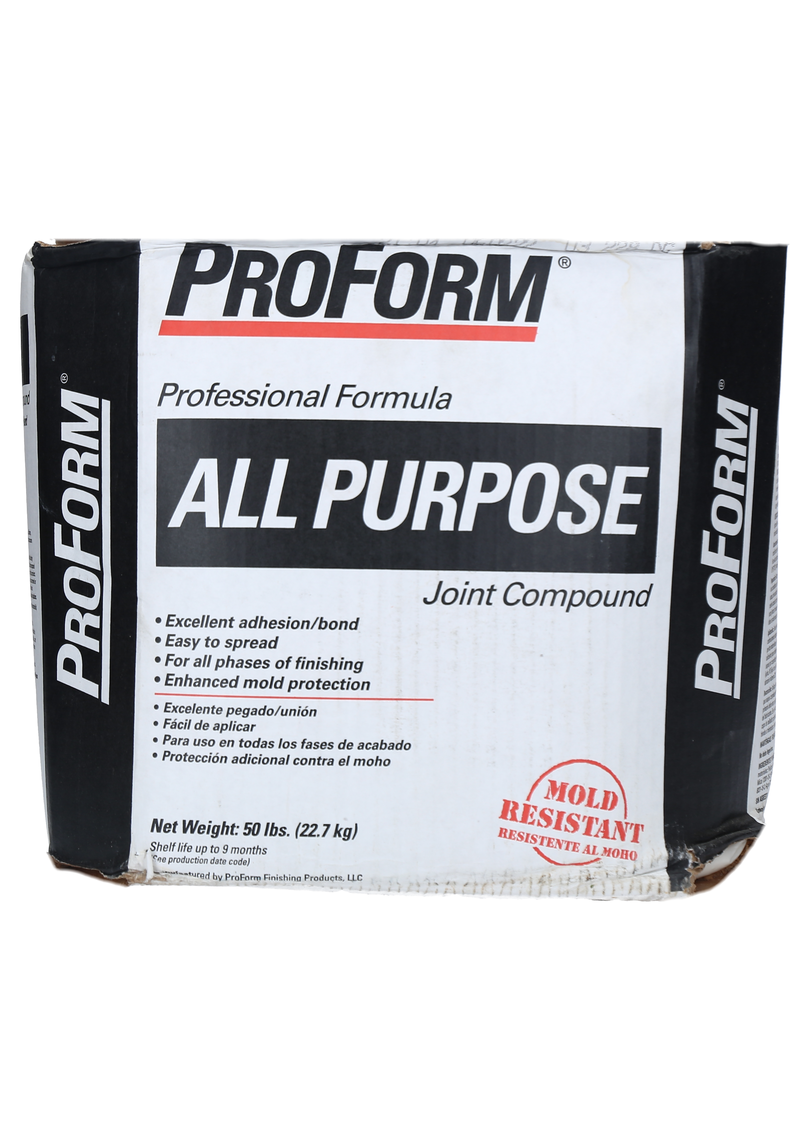 PROFORM®
Professional Formula
ALL PURPOSE
Joint Compound
• Excellent adhesion/bond
• Easy to spread
• For all phases of finishing
• Enhanced mold protection
• Excelente pegado/unión
• Fácil de aplicar
• Para uso en todas las fases de acabado
• Protección adicional contra el moho
Net Weight: 50 lbs. (22.7 kg)
Shelf life up to 9 months
(See production date code)
by ProForm Finishing Products, LLC
MOLD
RESISTANT
RESISTENTE AL MOHO
PROFORM®
PROFORM®